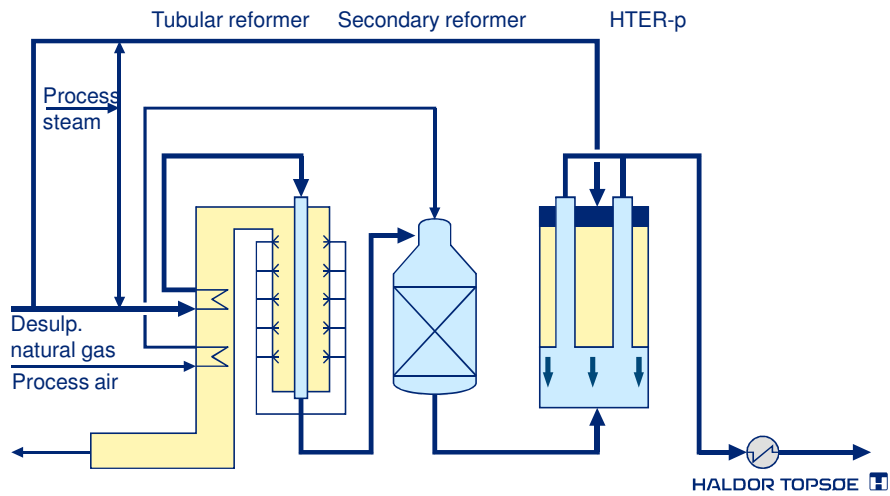 Tubular reformer
Secondary reformer
HTER-p
Process
steam
Desulp.
natural gas
Process air
HALDOR TOPSØE